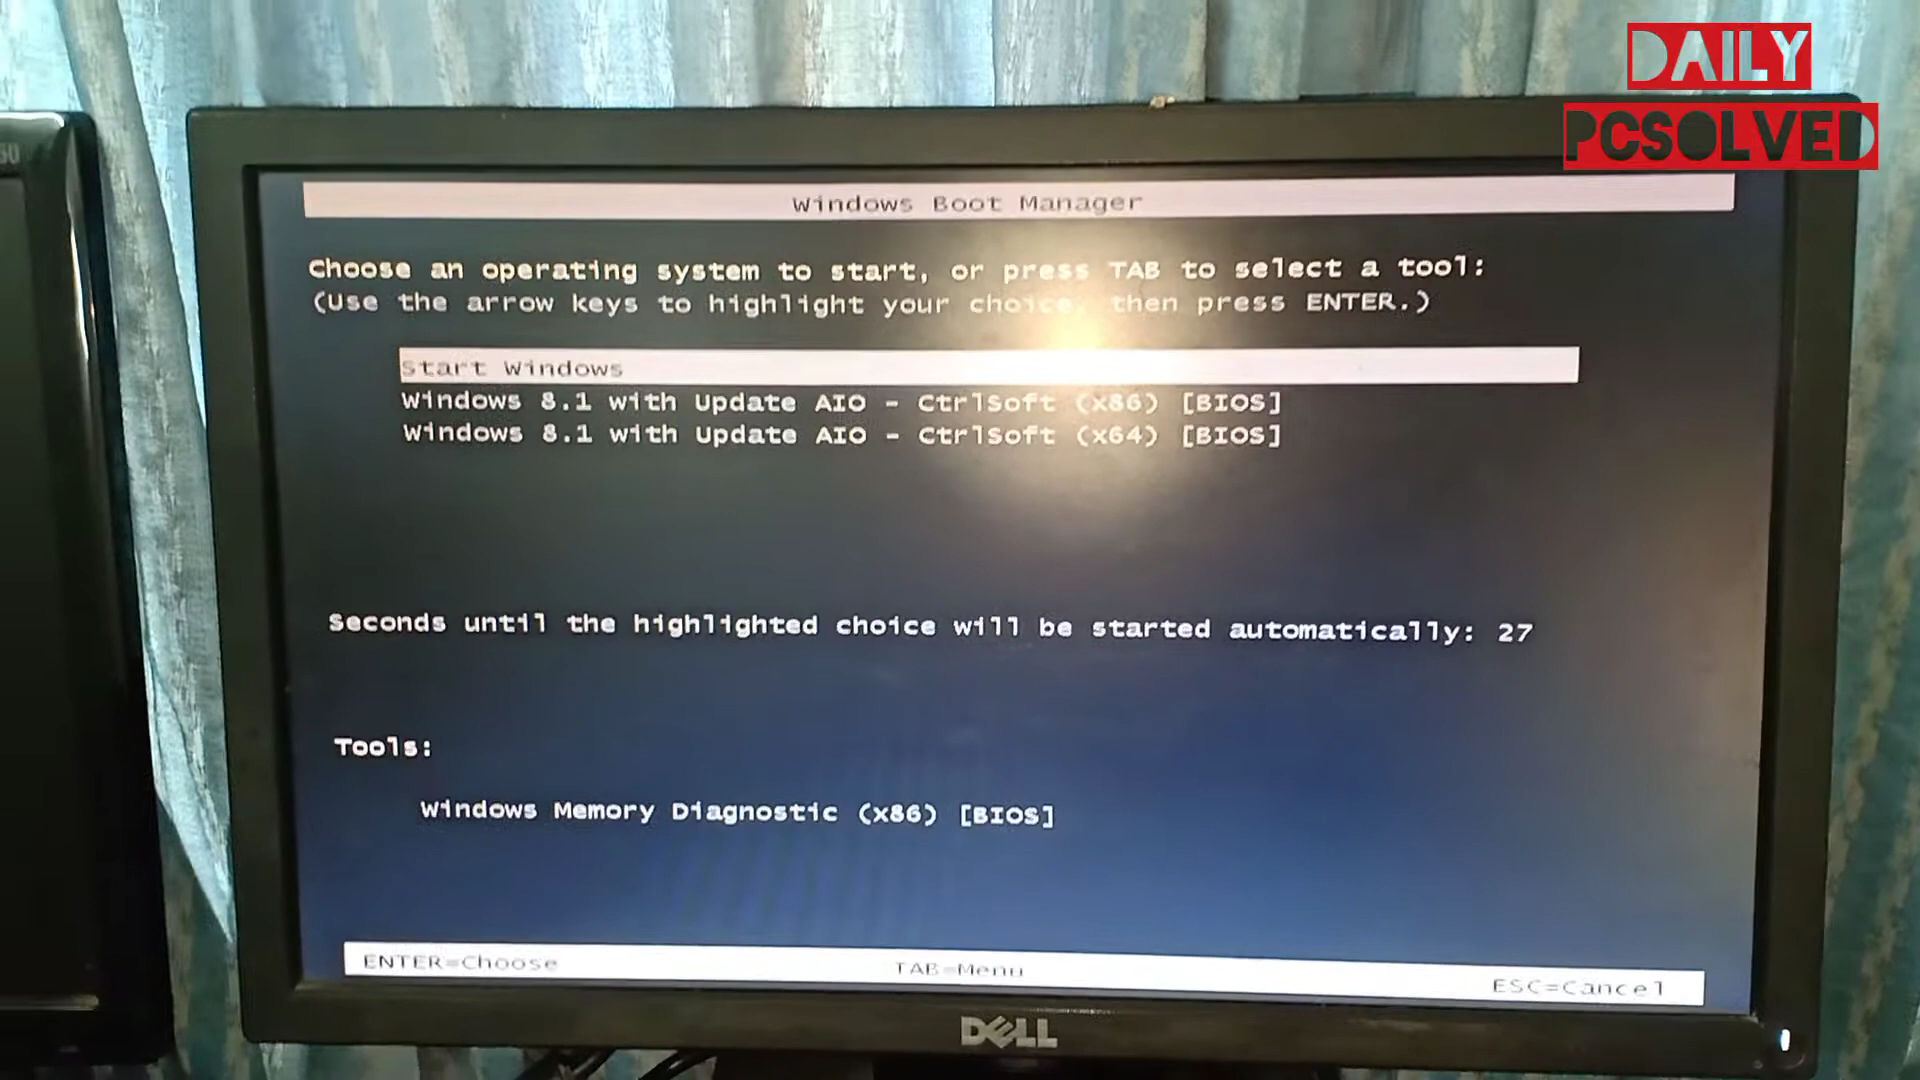 DAILY
PCSOLVED
Windows Boot Manager
Choose an operating system to start, or press TAB to select a tool:
(Use the arrow keys to highlight your choice, then press ENTER.)
Start Windows
Windows 8.1 with Update AIO - CtrlSoft (x86) [BIOS]
Windows 8.1 with Update AIO - CtrlSoft (x64) [BIOS]
Seconds until the highlighted choice will be started automatically: 27
Tools:
Windows Memory Diagnostic (x86) [BIOS]
ENTER=Choose TAB=Menu ESC=Cancel
DELL